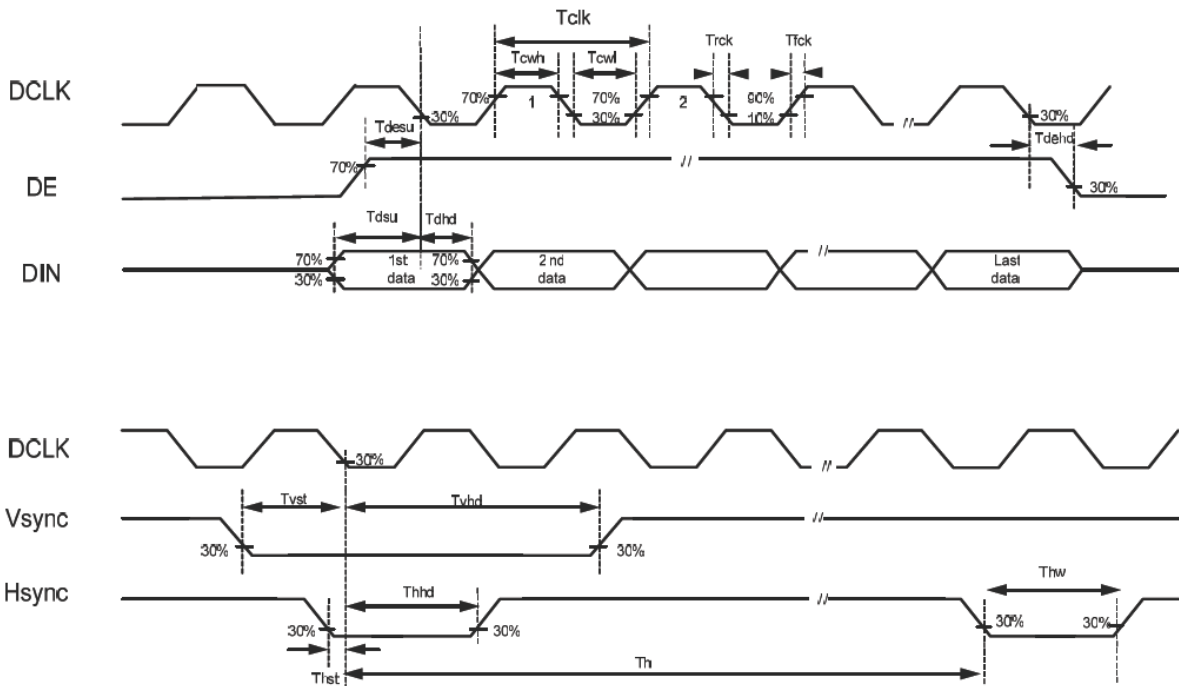 Tclk
Tcwh Tcwl Trck Tfck
DCLK
70% 1 70% 2 90%
30% 30% 10% // 30%
Tdesu Tdehd
70% //
DE 30%
Tdsu Tdhd
70% 1st 70% 2 nd // Last
DIN
30% data 30% data data
DCLK
30% //
Tvst Tvhd
Vsync //
30% 30%
Hsync Thhd Thw
//
30% 30% 30% 30%
Thst Th